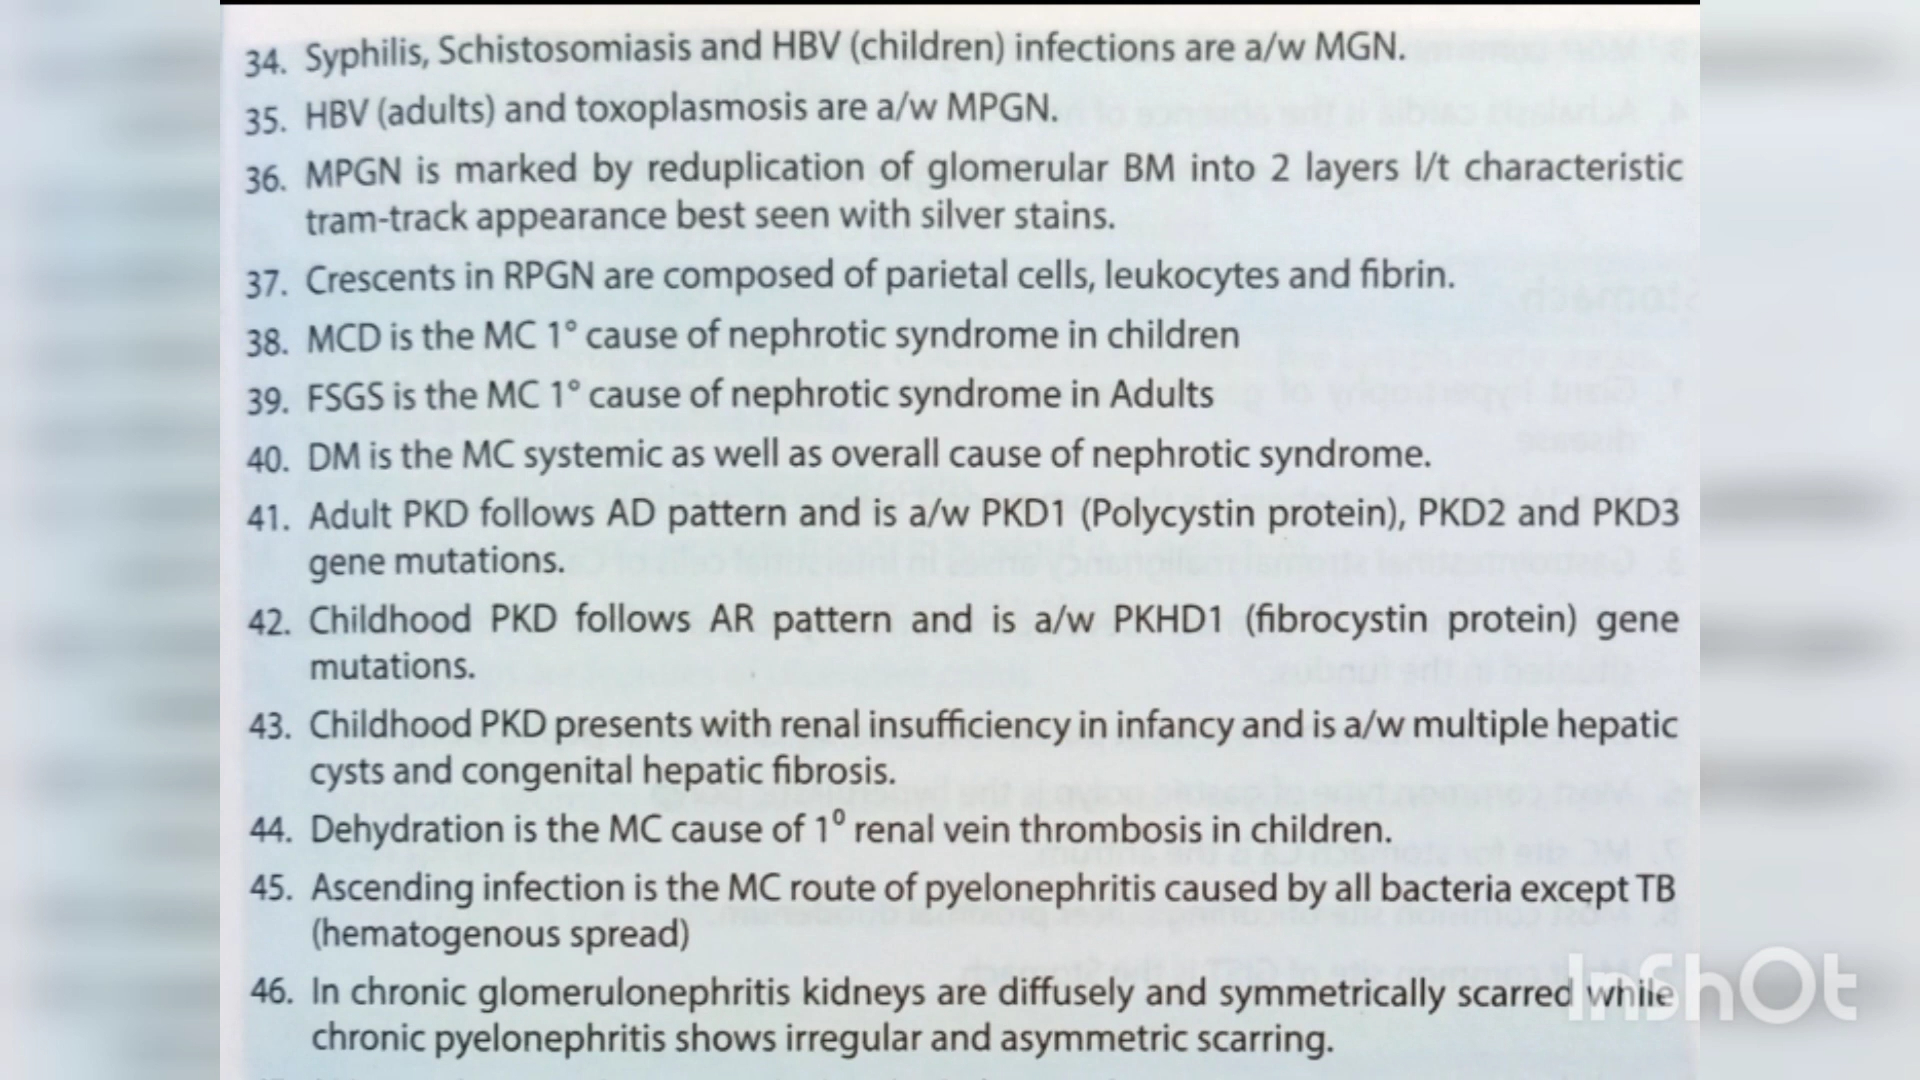 34. Syphilis, Schistosomiasis and HBV (children) infections are a/w MGN.
35. HBV (adults) and toxoplasmosis are a/w MPGN.
36. MPGN is marked by reduplication of glomerular BM into 2 layers l/t characteristic
tram-track appearance best seen with silver stains.
37. Crescents in RPGN are composed of parietal cells, leukocytes and fibrin.
38. MCD is the MC 1° cause of nephrotic syndrome in children
39. FSGS is the MC 1° cause of nephrotic syndrome in Adults
40. DM is the MC systemic as well as overall cause of nephrotic syndrome.
41. Adult PKD follows AD pattern and is a/w PKD1 (Polycystin protein), PKD2 and PKD3
gene mutations.
42. Childhood PKD follows AR pattern and is a/w PKHD1 (fibrocystin protein) gene
mutations.
43. Childhood PKD presents with renal insufficiency in infancy and is a/w multiple hepatic
cysts and congenital hepatic fibrosis.
44. Dehydration is the MC cause of 1⁰ renal vein thrombosis in children.
45. Ascending infection is the MC route of pyelonephritis caused by all bacteria except TB
(hematogenous spread)
46. In chronic glomerulonephritis kidneys are diffusely and symmetrically scarred while
chronic pyelonephritis shows irregular and asymmetric scarring.
InShOt